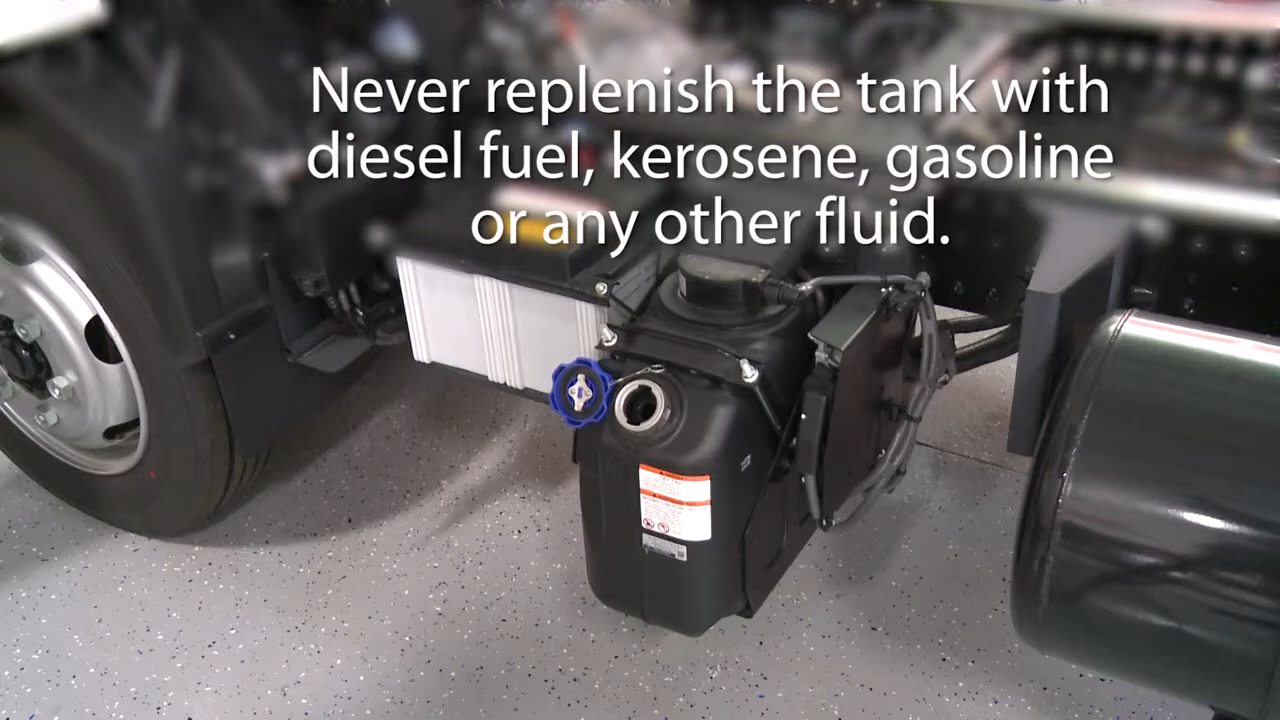 Never replenish the tank with
diesel fuel, kerosene, gasoline
or any other fluid.